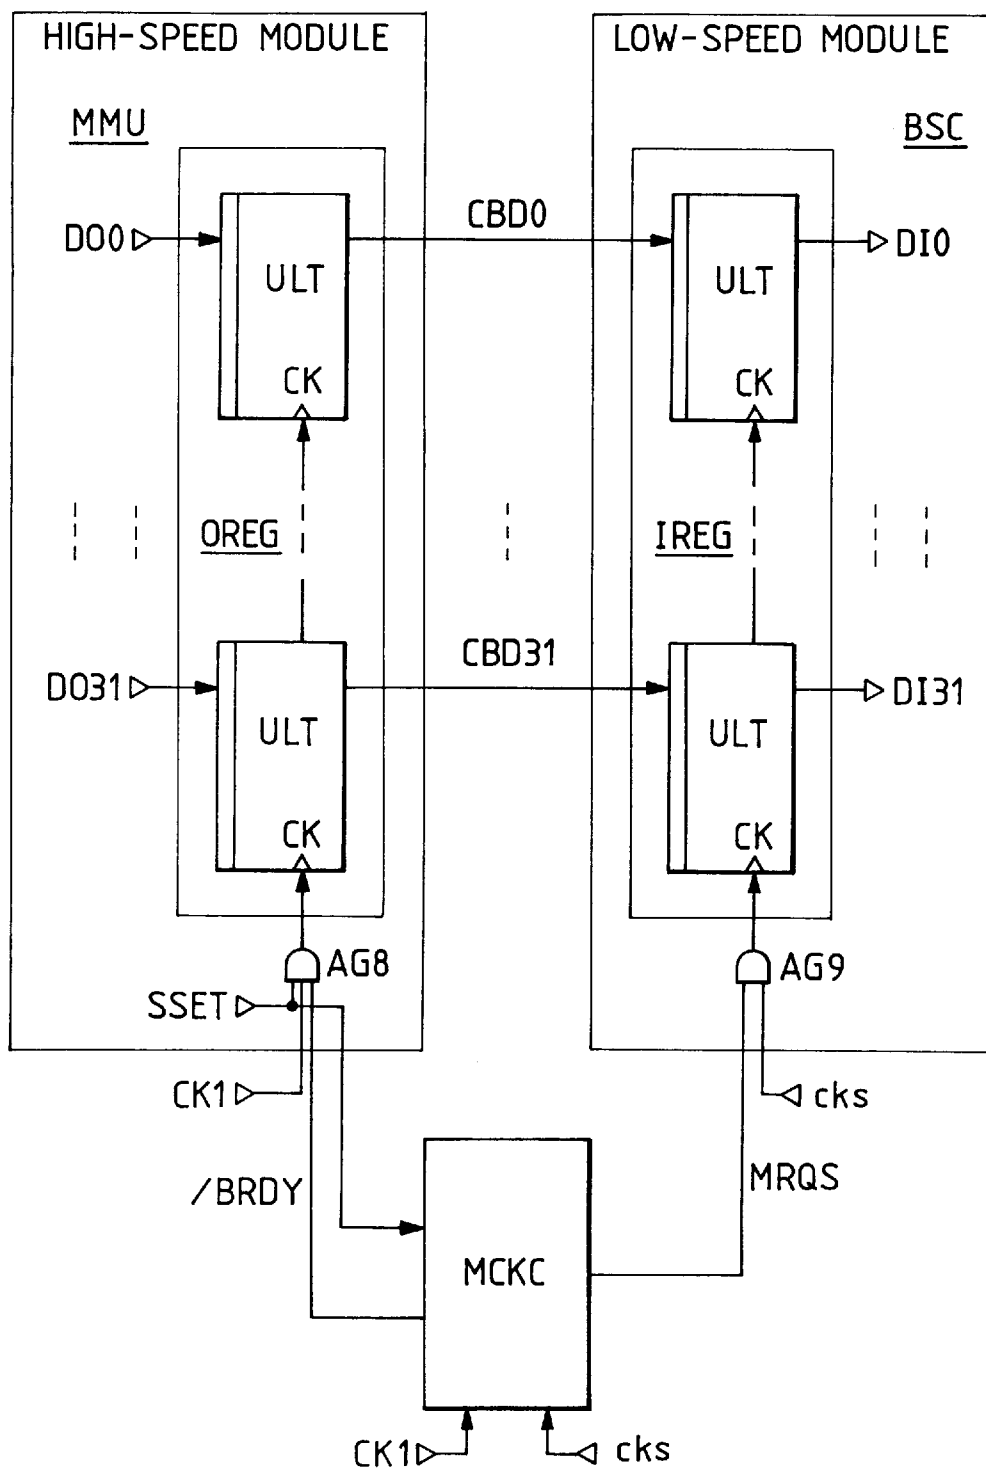 HIGH-SPEED MODULE
LOW-SPEED MODULE
MMU
BSC
DO0
ULT
CK
CBD0
ULT
CK
DI0
OREG
IREG
DO31
ULT
CK
CBD31
ULT
CK
DI31
AG8
AG9
SSET
CK1
cks
/BRDY
MRQS
MCKC
CK1
cks